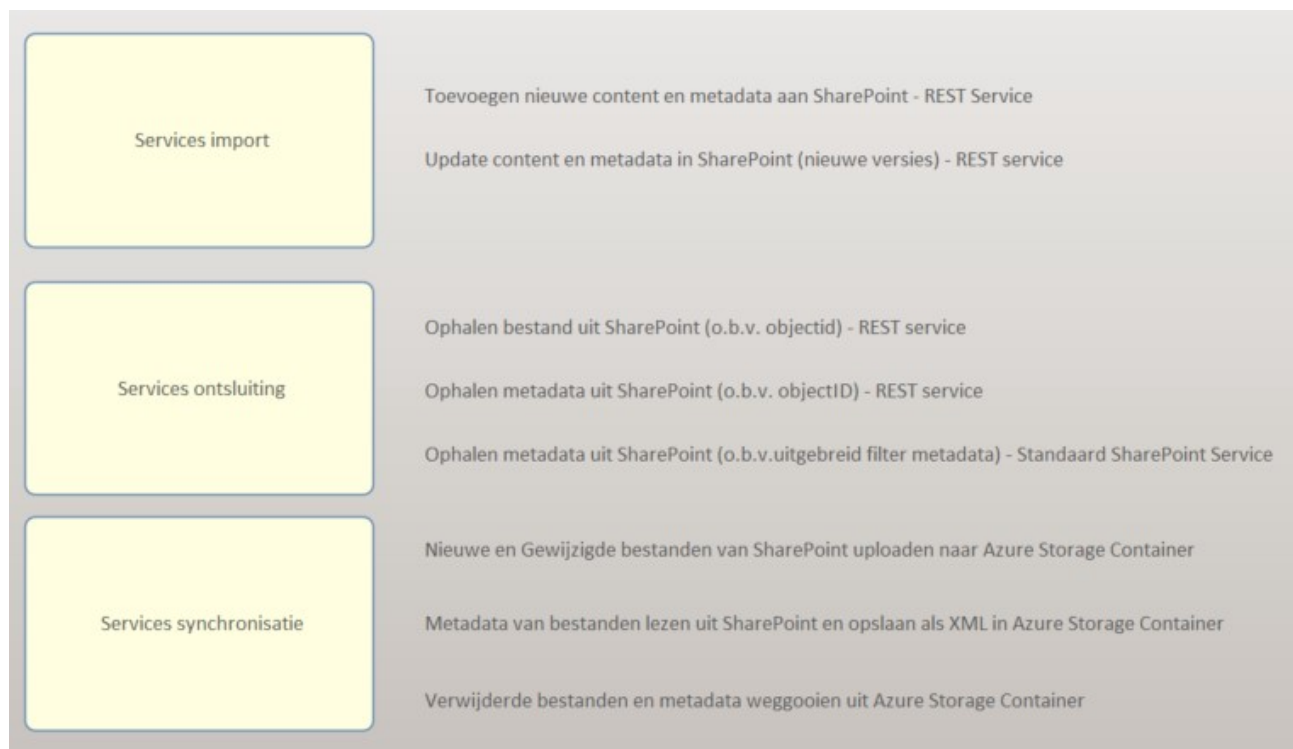 Services import
Toevoegen nieuwe content en metadata aan SharePoint - REST Service
Update content en metadata in SharePoint (nieuwe versies) - REST service
Services ontsluiting
Ophalen bestand uit SharePoint (o.b.v. objectid) - REST service
Ophalen metadata uit SharePoint (o.b.v. objectID) - REST service
Ophalen metadata uit SharePoint (o.b.v.uitgebreid filter metadata) - Standaard SharePoint Service
Services synchronisatie
Nieuwe en Gewijzigde bestanden van SharePoint uploaden naar Azure Storage Container
Metadata van bestanden lezen uit SharePoint en opslaan als XML in Azure Storage Container
Verwijderde bestanden en metadata weggooien uit Azure Storage Container